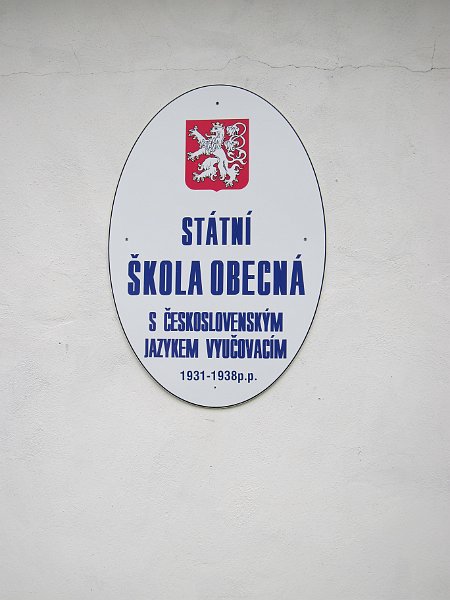 STÁTNÍ
ŠKOLA OBECNÁ
S ČESKOSLOVENSKÝM
JAZYKEM VYUČOVACÍM
1931-1938p.p.